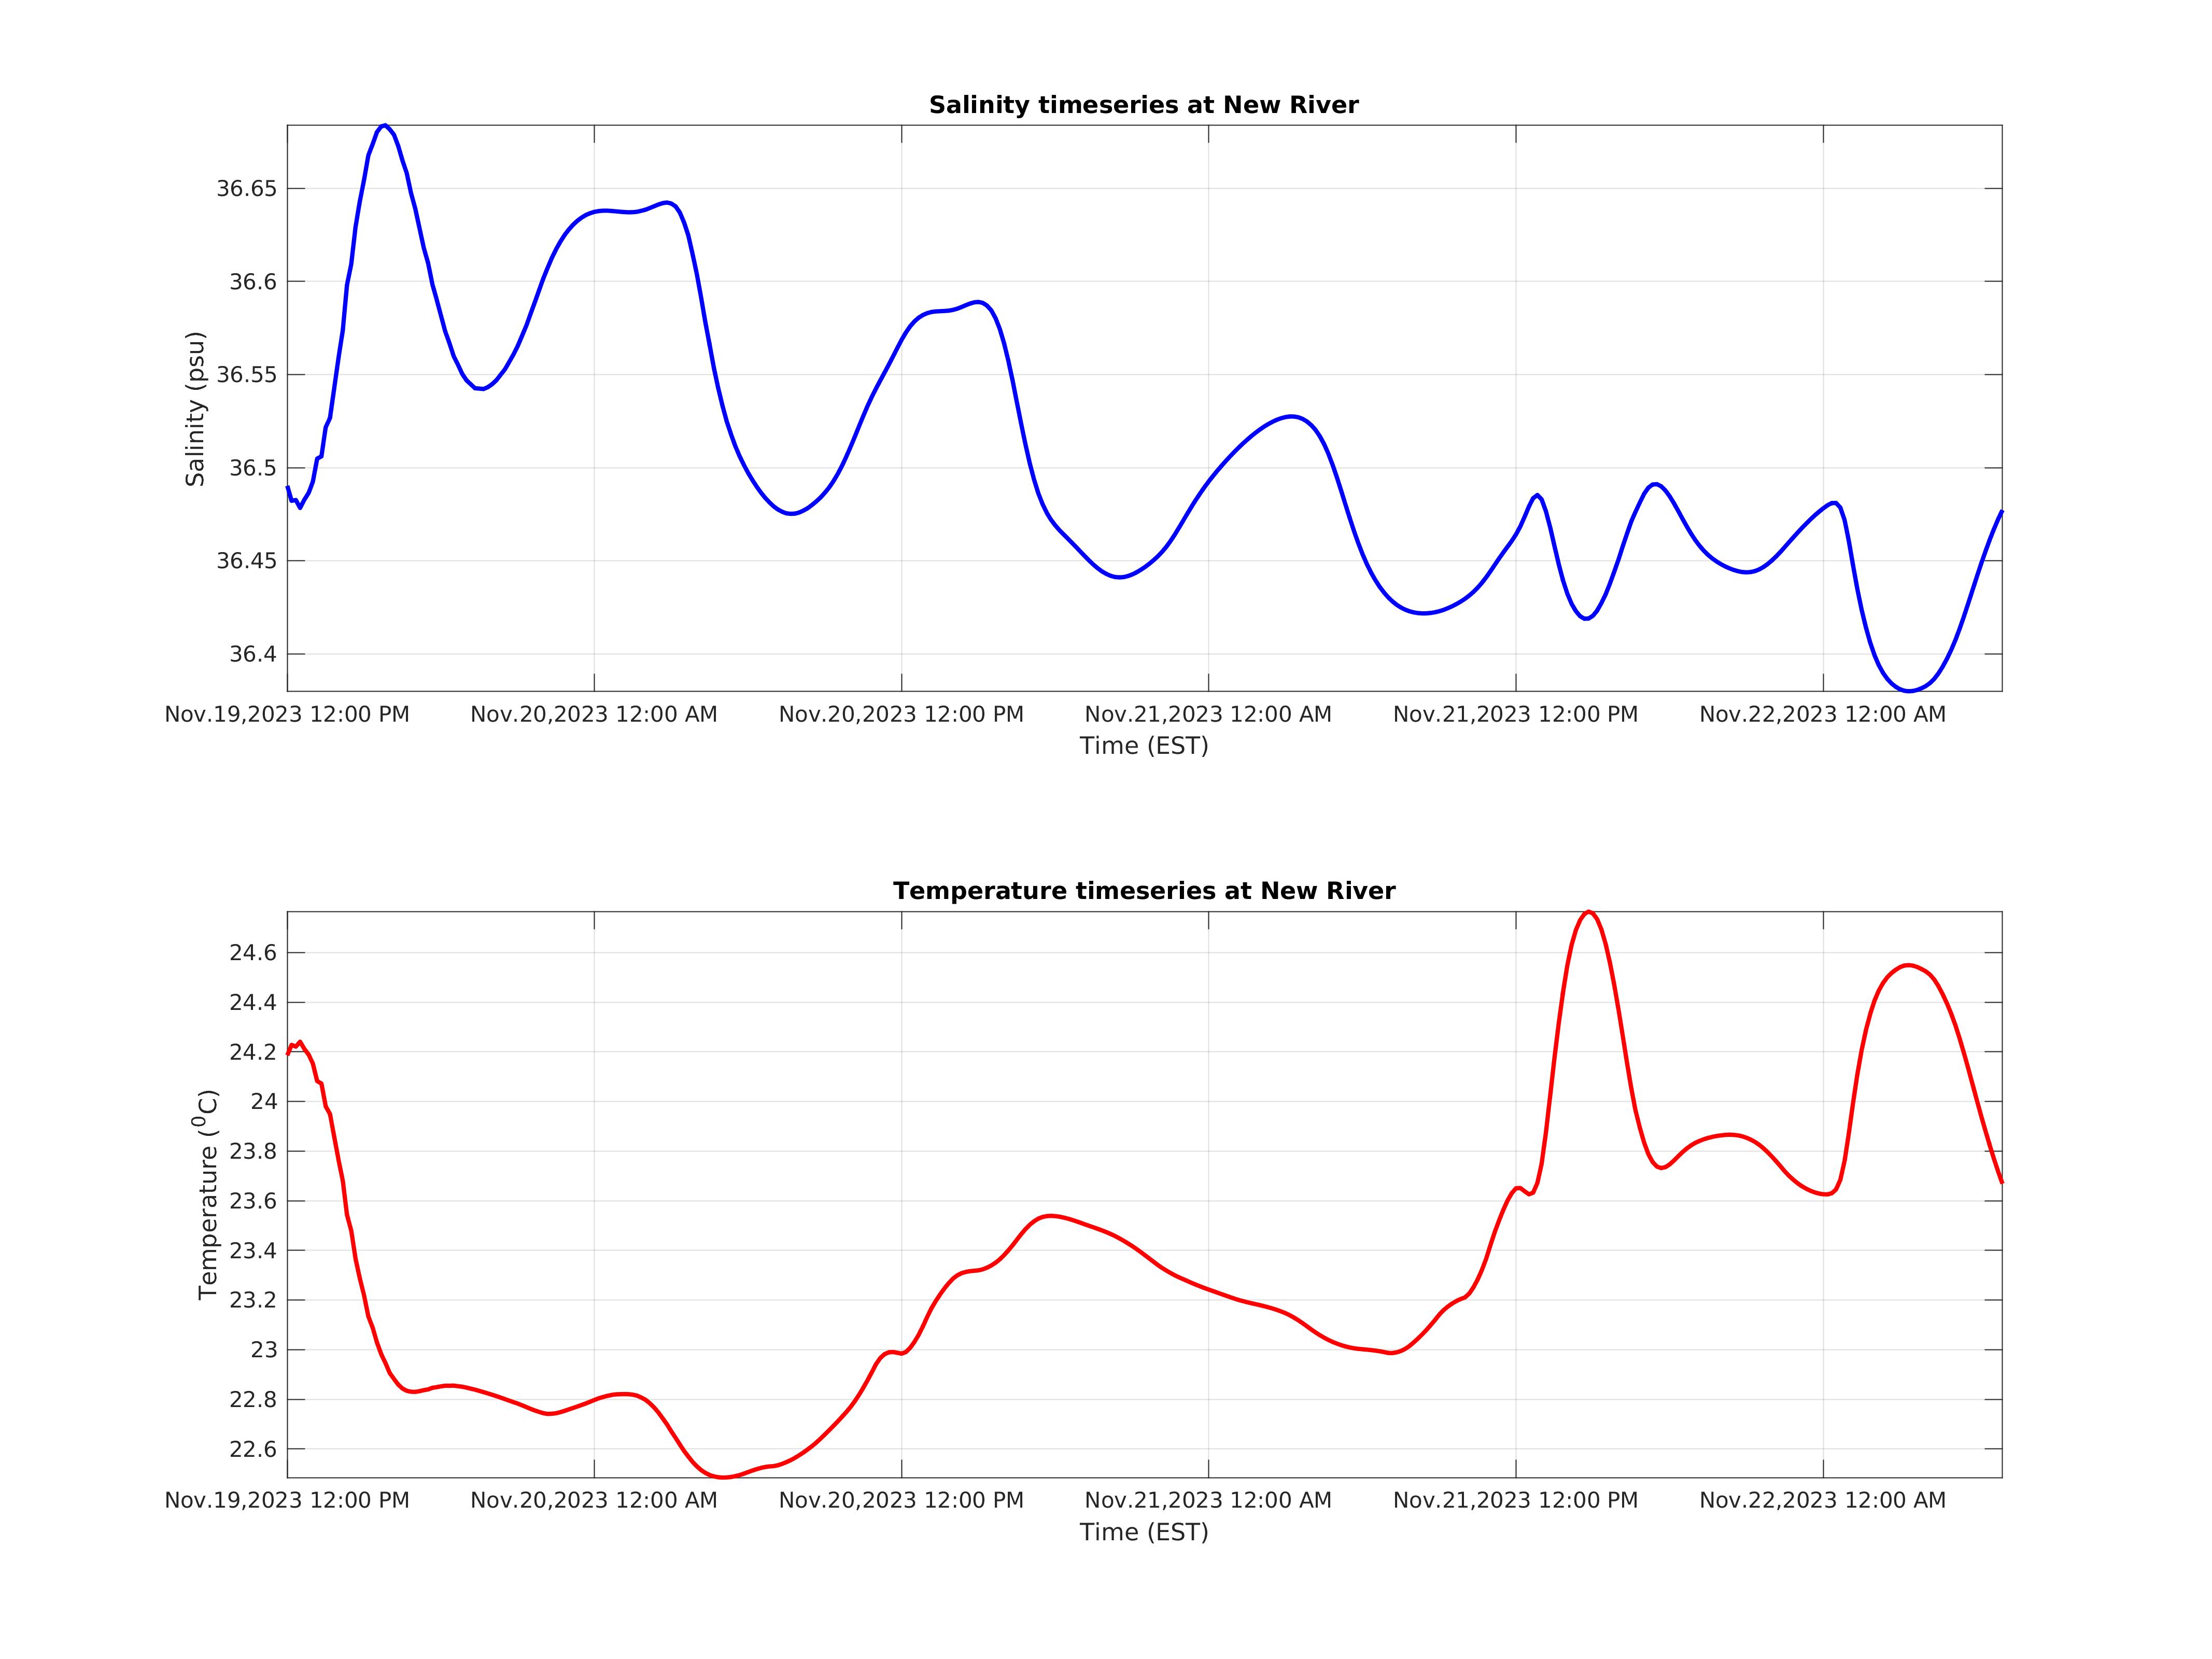 Salinity timeseries at New River
36.65
36.6
36.55
36.5
36.45
36.4
Salinity (psu)
Nov.19,2023 12:00 PM Nov.20,2023 12:00 AM Nov.20,2023 12:00 PM Nov.21,2023 12:00 AM Nov.21,2023 12:00 PM Nov.22,2023 12:00 AM
Time (EST)
Temperature timeseries at New River
24.6
24.4
24.2
24
23.8
23.6
23.4
23.2
23
22.8
22.6
Temperature (⁰C)
Nov.19,2023 12:00 PM Nov.20,2023 12:00 AM Nov.20,2023 12:00 PM Nov.21,2023 12:00 AM Nov.21,2023 12:00 PM Nov.22,2023 12:00 AM
Time (EST)